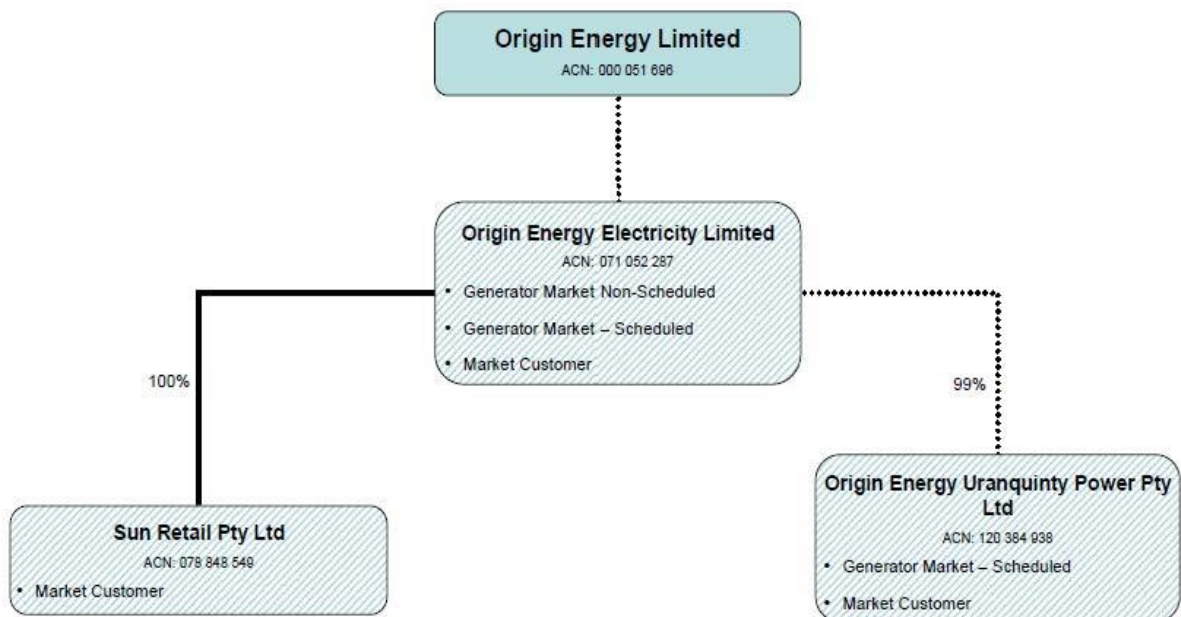 Origin Energy Limited
ACN: 000 051 696
Origin Energy Electricity Limited
ACN: 071 052 287
• Generator Market Non-Scheduled
• Generator Market – Scheduled
• Market Customer
100%
99%
Sun Retail Pty Ltd
ACN: 078 848 549
• Market Customer
Origin Energy Uranquinty Power Pty
Ltd
ACN: 120 384 938
• Generator Market – Scheduled
• Market Customer